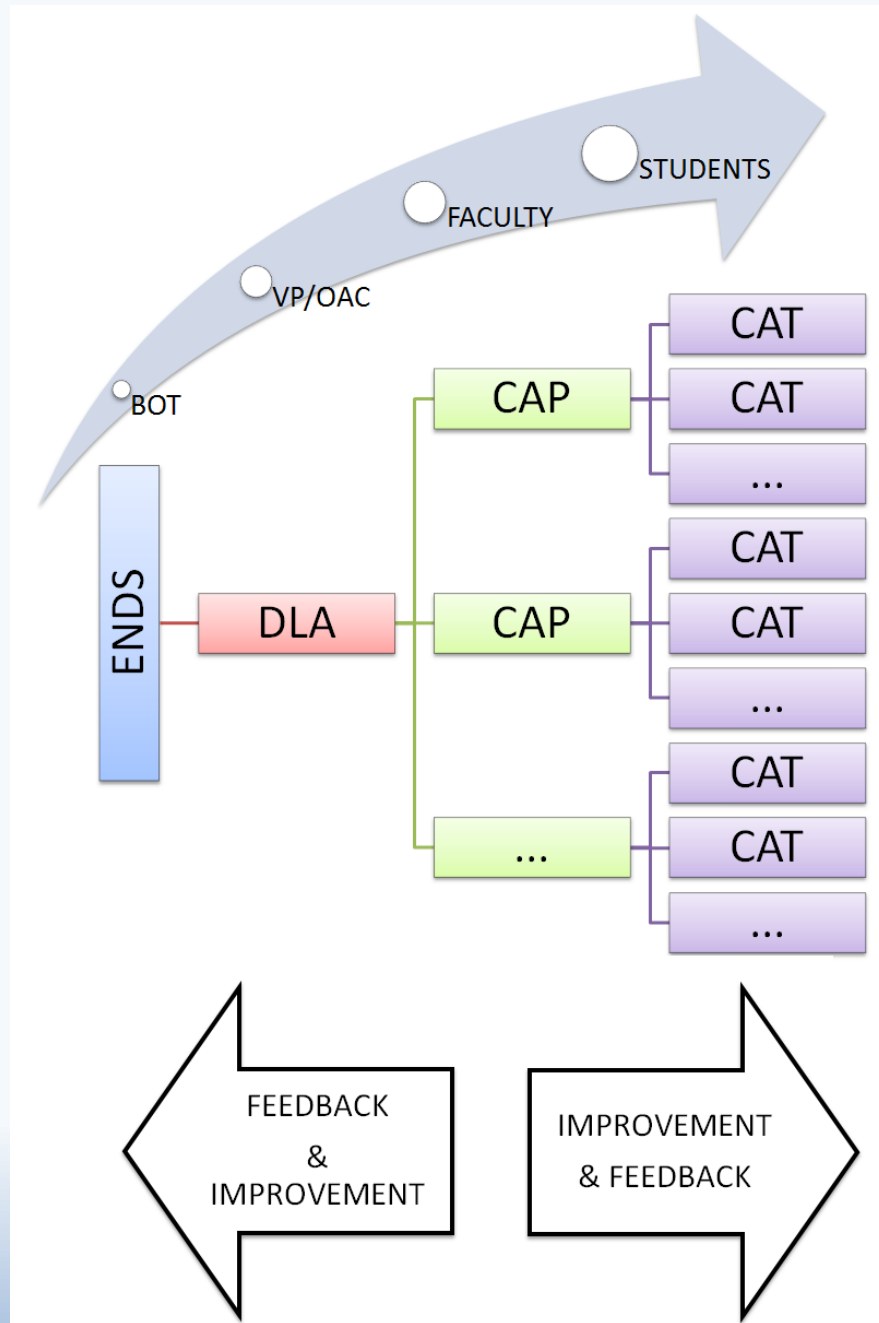 STUDENTS
FACULTY
VP/OAC
BOT
ENDS
DLA
CAP
CAT
CAT
...
CAP
CAT
CAT
...
...
CAT
CAT
...
FEEDBACK
&
IMPROVEMENT
IMPROVEMENT
& FEEDBACK